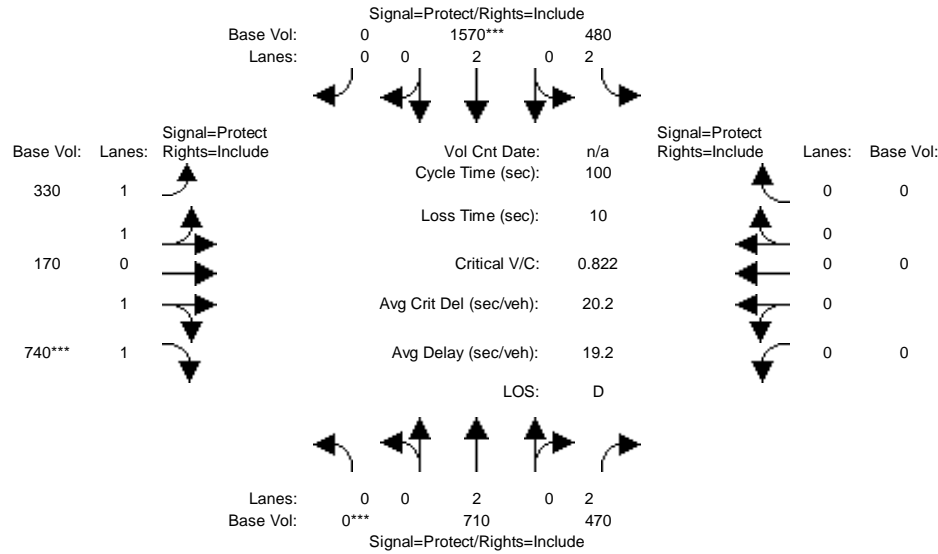 Signal=Protect/Rights=Include
Base Vol: 0 1570*** 480
Lanes: 0 0 2 0 2
Signal=Protect
Base Vol: Lanes: Rights=Include
Vol Cnt Date: n/a
Signal=Protect
Rights=Include Lanes: Base Vol:
Cycle Time (sec): 100
330 1
0 0
Loss Time (sec): 10
1
0
170 0
Critical V/C: 0.822
0 0
1
Avg Crit Del (sec/veh): 20.2
0
740*** 1
Avg Delay (sec/veh): 19.2
0 0
LOS: D
Lanes: 0 0 2 0 2
Base Vol: 0*** 710 470
Signal=Protect/Rights=Include